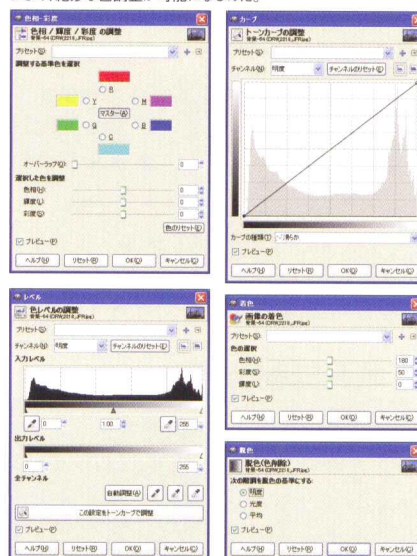 色相-彩度
色相 / 輝度 / 彩度 の調整
プリセット(S):
調整する基準色を選択
R
Y
M
マスター(A)
G
B
C
オーバーラップ(O):
0
選択した色を調整
色相(H):
0
輝度(L)
0
彩度(S):
0
色のリセット(E)
プレビュー(P)
ヘルプ(H)
リセット(R)
OK(O)
キャンセル(C)
カーブ
トーンカーブの調整
プリセット(S):
チャンネル(N)
明度
チャンネルのリセット(E)
カーブの種類(T)
滑らか
プレビュー(P)
ヘルプ(H)
リセット(R)
OK(O)
キャンセル(C)
レベル
色レベルの調整
プリセット(S):
チャンネル(N)
明度
チャンネルのリセット(E)
入力レベル
0
1.00
255
出力レベル
0
255
全チャンネル
自動調整(A)
この設定をトーンカーブで調整
プレビュー(P)
ヘルプ(H)
リセット(R)
OK(O)
キャンセル(C)
着色
画像の着色
プリセット(S):
色の選択
色相(H):
180
彩度(S):
50
輝度(L)
0
プレビュー(P)
ヘルプ(H)
リセット(R)
OK(O)
キャンセル(C)
脱色
脱色(色削除)
次の階調を脱色の基準にする
明度
光度
平均
プレビュー(P)
ヘルプ(H)
リセット(R)
OK(O)
キャンセル(C)